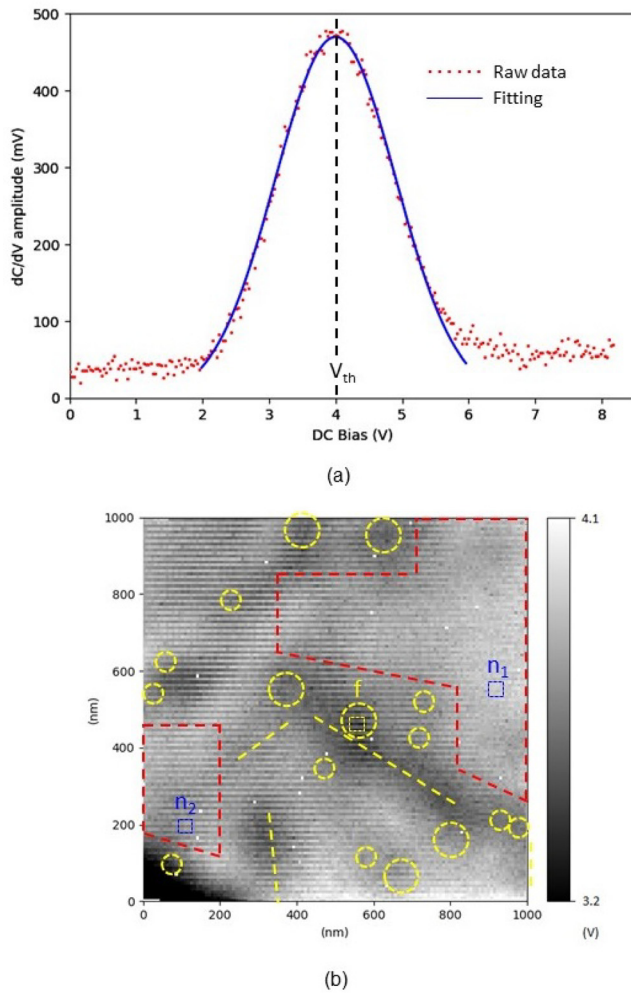 500
400
300
200
100
0
dC/dV amplitude (mV)
Raw data
Fitting
V_th
0 1 2 3 4 5 6 7 8
DC Bias (V)
(a)
1000
800
600
400
200
0
(nm)
n_1
f
n_2
4.1
3.2
(V)
0 200 400 600 800 1000
(nm)
(b)